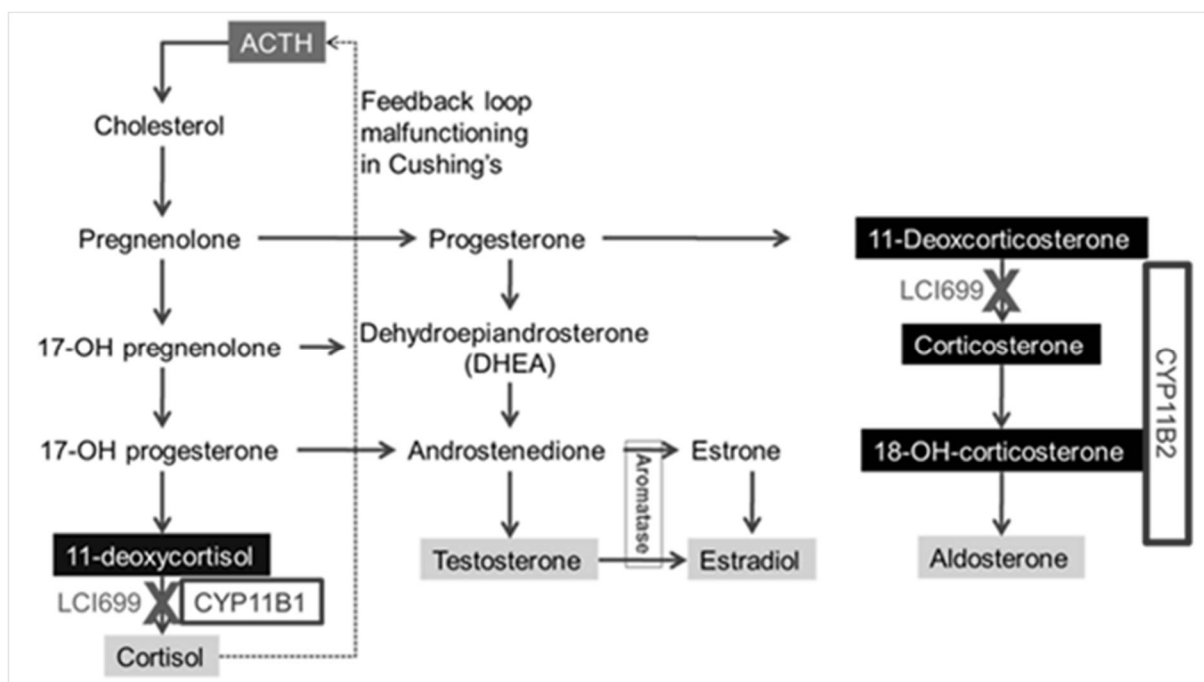 ACTH
Feedback loop
malfunctioning
in Cushing's
Cholesterol
Pregnenolone
Progesterone
11-Deoxcorticosterone
LCI699
Corticosterone
CYP11B2
17-OH pregnenolone
Dehydroepiandrosterone
(DHEA)
17-OH progesterone
Androstenedione
Aromatase
Estrone
18-OH-corticosterone
11-deoxycortisol
Testosterone
Estradiol
Aldosterone
LCI699
CYP11B1
Cortisol